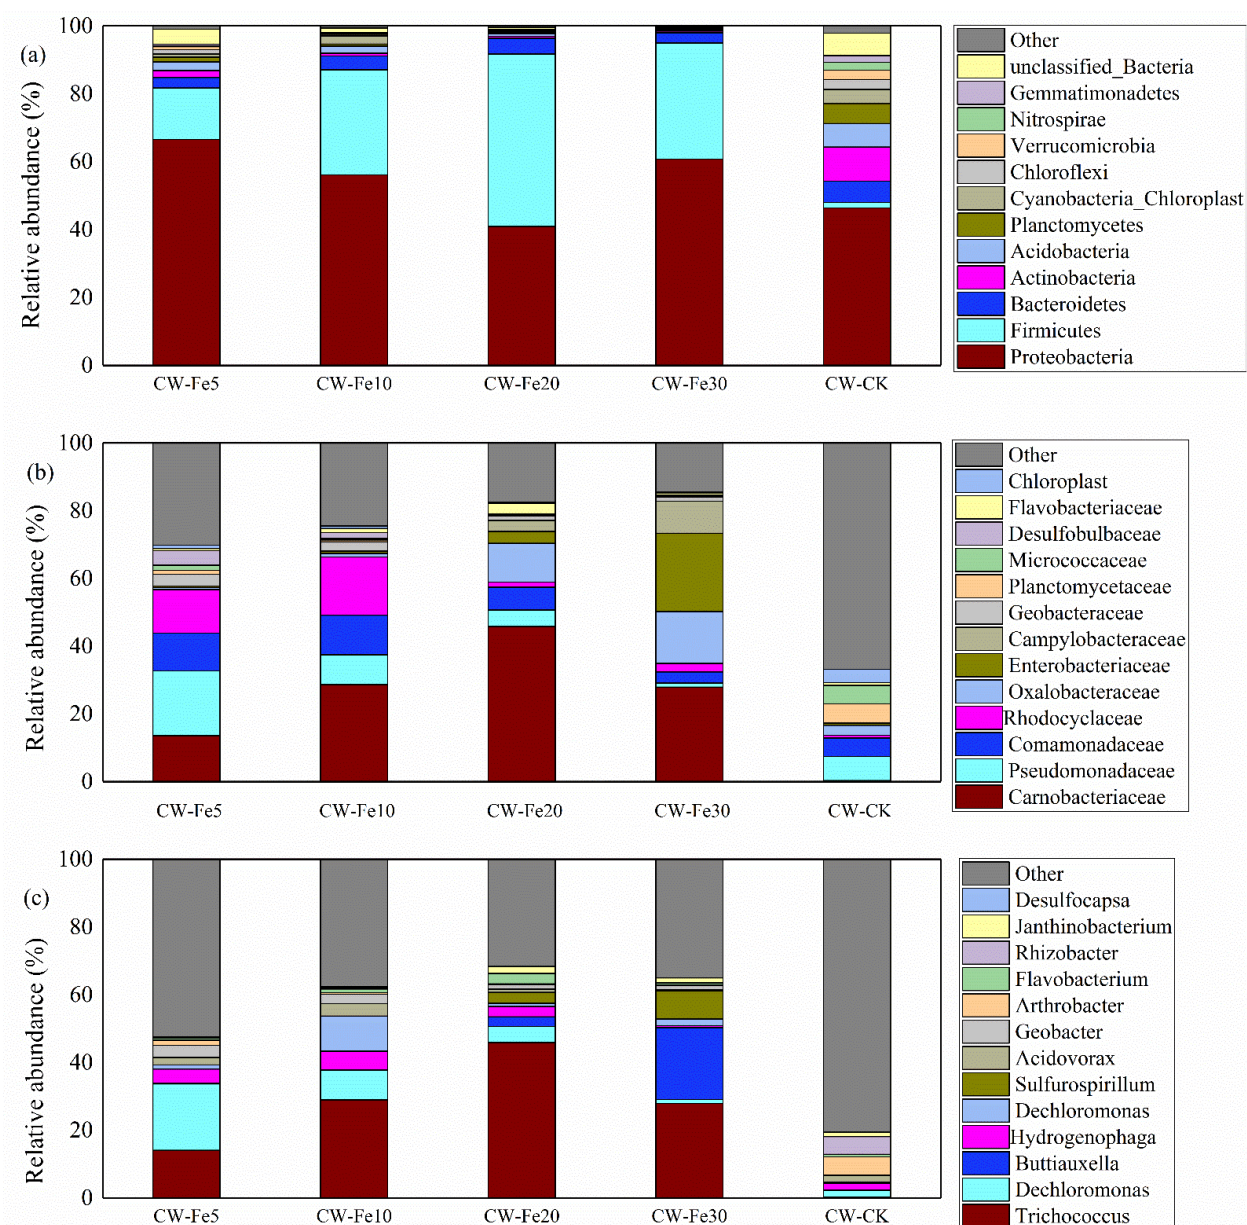 (a)
Relative abundance (%)
100
80
60
40
20
0
CW-Fe5
CW-Fe10
CW-Fe20
CW-Fe30
CW-CK
Other
unclassified_Bacteria
Gemmatimonadetes
Nitrospirae
Verrucomicrobia
Chloroflexi
Cyanobacteria_Chloroplast
Planctomycetes
Acidobacteria
Actinobacteria
Bacteroidetes
Firmicutes
Proteobacteria
(b)
Relative abundance (%)
100
80
60
40
20
0
CW-Fe5
CW-Fe10
CW-Fe20
CW-Fe30
CW-CK
Other
Chloroplast
Flavobacteriaceae
Desulfobulbaceae
Micrococcaceae
Planctomycetaceae
Geobacteraceae
Campylobacteraceae
Enterobacteriaceae
Oxalobacteraceae
Rhodocyclaceae
Comamonadaceae
Pseudomonadaceae
Carnobacteriaceae
(c)
Relative abundance (%)
100
80
60
40
20
0
CW-Fe5
CW-Fe10
CW-Fe20
CW-Fe30
CW-CK
Other
Desulfocapsa
Janthinobacterium
Rhizobacter
Flavobacterium
Arthrobacter
Geobacter
Acidovorax
Sulfurospirillum
Dechloromonas
Hydrogenophaga
Buttiauxella
Dechloromonas
Trichococcus